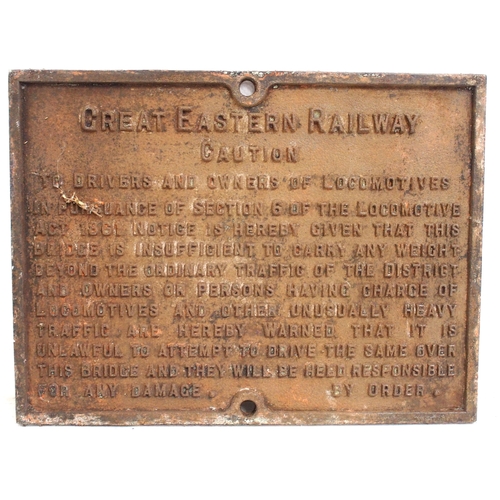 GREAT EASTERN RAILWAY
CAUTION
TO DRIVERS AND OWNERS OF LOCOMOTIVES
IN PURSUANCE OF SECTION 6 OF THE LOCOMOTIVE
ACT 1861 NOTICE IS HEREBY GIVEN THAT THIS
BRIDGE IS INSUFFICIENT TO CARRY ANY WEIGHT
BEYOND THE ORDINARY TRAFFIC OF THE DISTRICT
AND OWNERS OR PERSONS HAVING CHARGE OF
LOCOMOTIVES AND OTHER UNUSUALLY HEAVY
TRAFFIC ARE HEREBY WARNED THAT IT IS
UNLAWFUL TO ATTEMPT TO DRIVE THE SAME OVER
THIS BRIDGE AND THEY WILL BE HELD RESPONSIBLE
FOR ANY DAMAGE. BY ORDER.